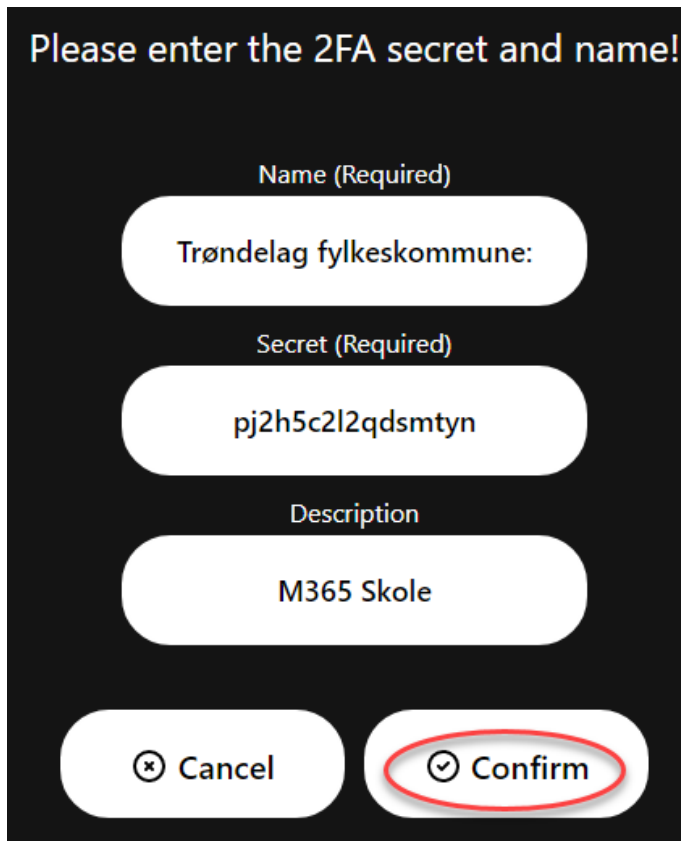 Please enter the 2FA secret and name!
Name (Required)
Trøndelag fylkeskommune:
Secret (Required)
pj2h5c2l2qdsmtyn
Description
M365 Skole
Cancel
Confirm